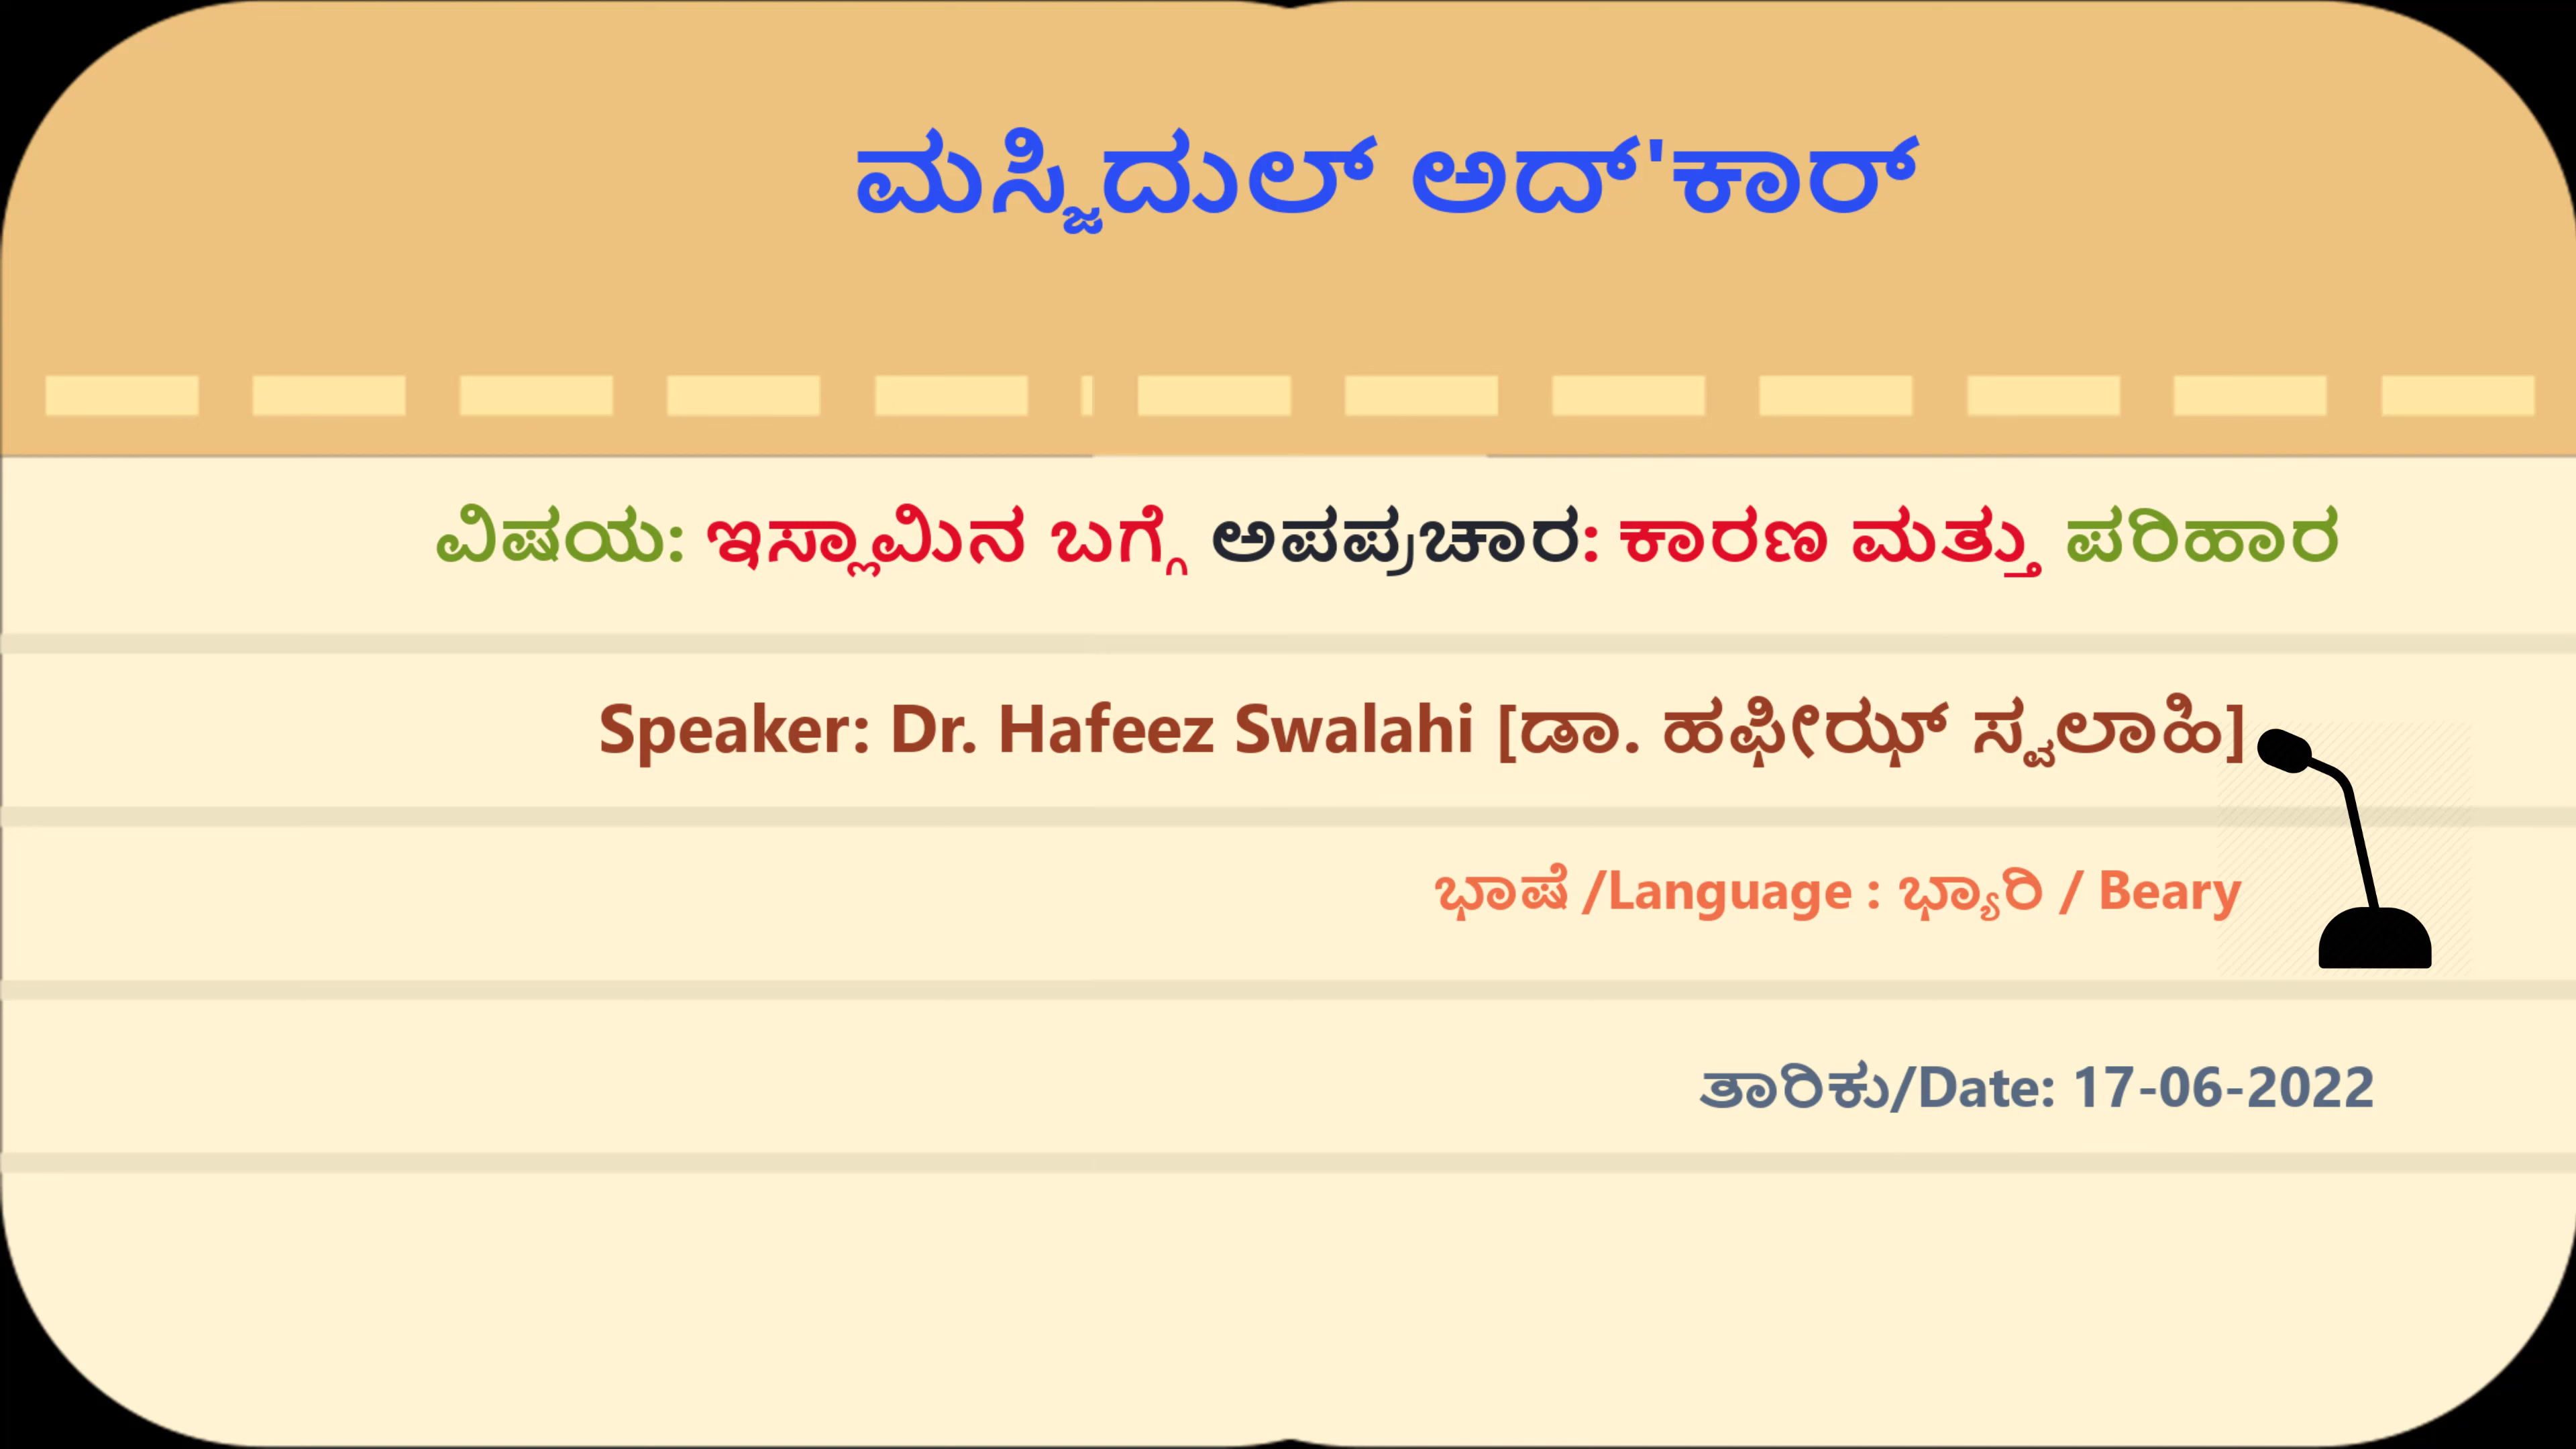 ಮಸ್ಜಿದುಲ್ ಅದ್'ಕಾರ್
ವಿಷಯ: ಇಸ್ಲಾಮಿನ ಬಗ್ಗೆ ಅಪಪ್ರಚಾರ: ಕಾರಣ ಮತ್ತು ಪರಿಹಾರ
Speaker: Dr. Hafeez Swalahi [ಡಾ. ಹಫೀಝ್ ಸ್ವಲಾಹಿ]
ಭಾಷೆ /Language : ಭ್ಯಾರಿ / Beary
ತಾರಿಕು/Date: 17-06-2022